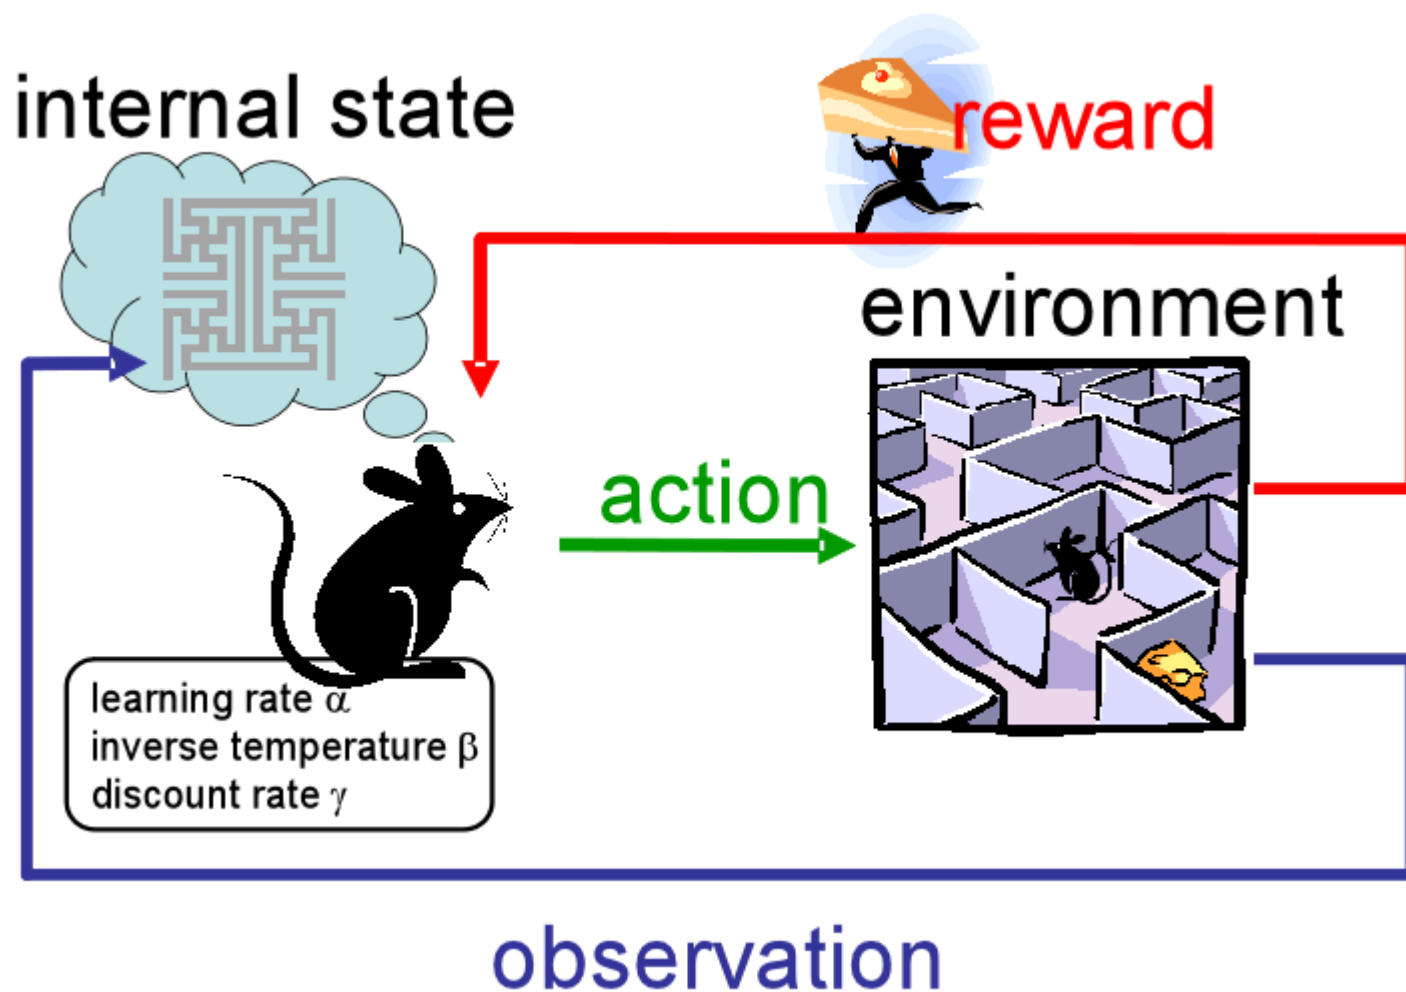 internal state
reward
environment
action
learning rate α
inverse temperature β
discount rate γ
observation